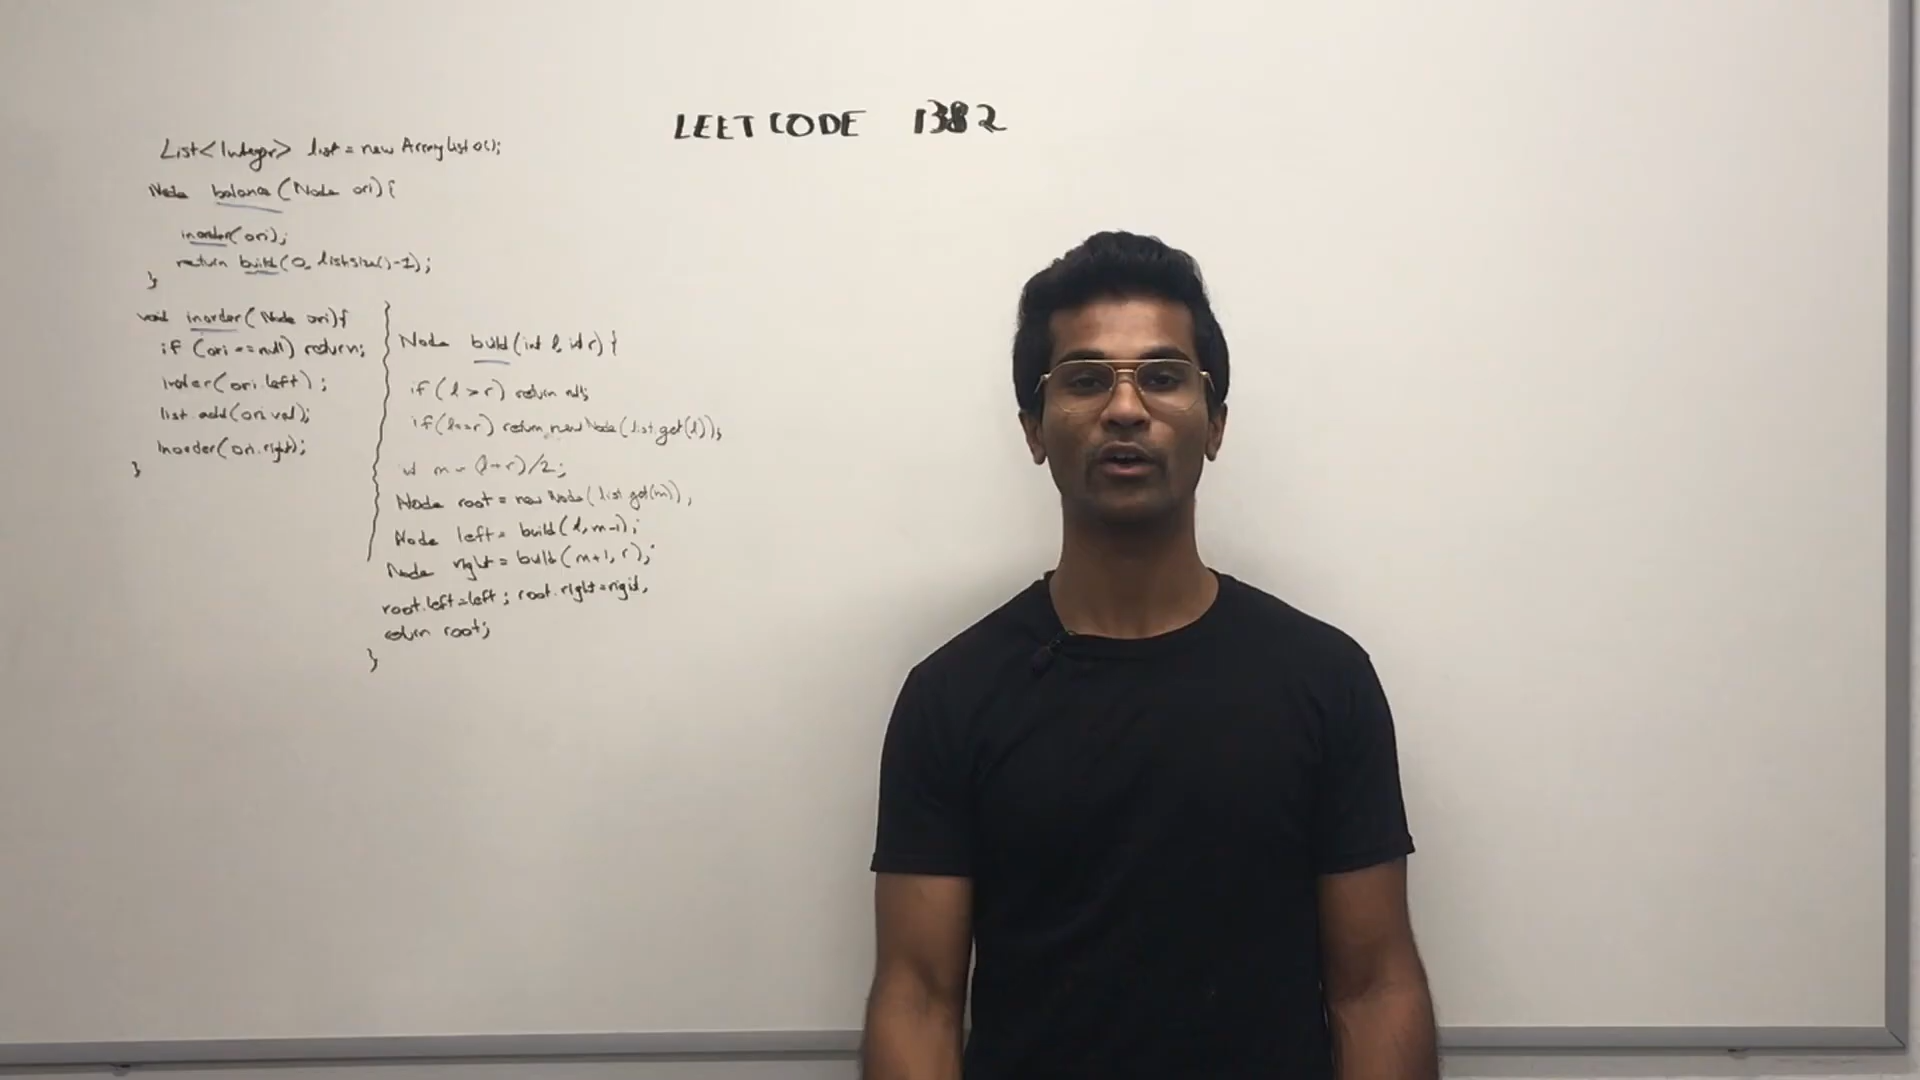 LEETCODE 1382
List<Integr> list = new ArrayList<>();
Node balance (Node ori) {
inorder(ori);
return build(0, list.size()-1);
}
void inorder (Node ori) {
if (ori == null) return;
inoder(ori.left);
list.add(ori.val);
inorder(ori.right);
}
Node build (int l, int r) {
if (l > r) return null;
if (l==r) return new Node(list.get(l));
int m = (l+r)/2;
Node root = new Node(list.get(m));
Node left = build(l, m-1);
Node right = build(m+1, r);
root.left=left; root.right=right;
return root;
}